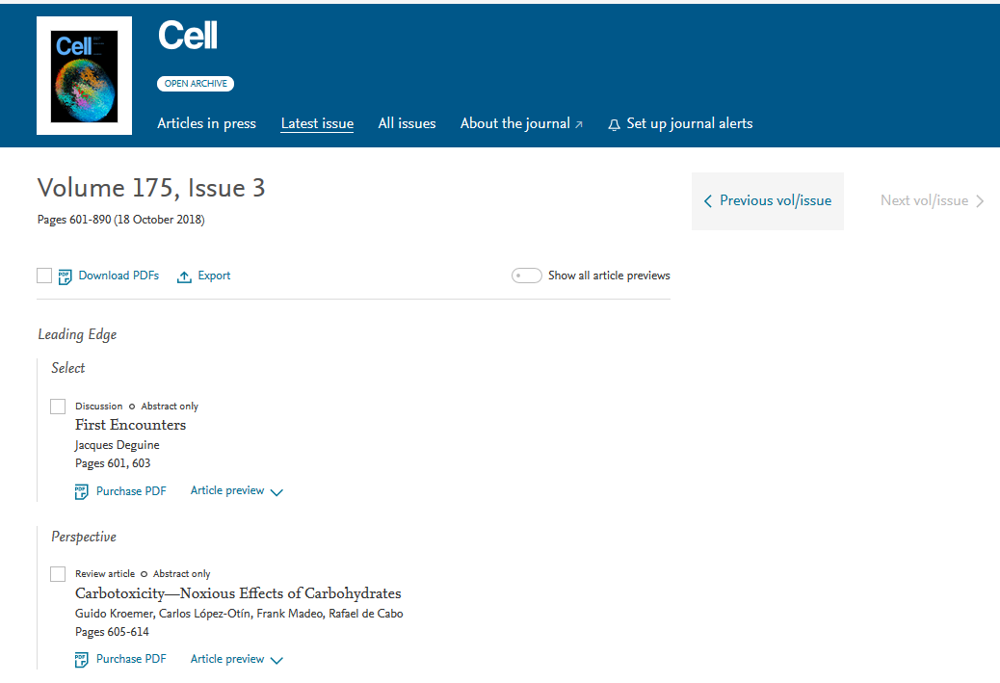 Cell
Cell
OPEN ARCHIVE
Articles in press Latest issue All issues About the journal ↗ Set up journal alerts
Volume 175, Issue 3
Pages 601-890 (18 October 2018)
Previous vol/issue Next vol/issue
PDF Download PDFs Export Show all article previews
Leading Edge
Select
Discussion Abstract only
First Encounters
Jacques Deguine
Pages 601, 603
PDF Purchase PDF Article preview
Perspective
Review article Abstract only
Carbotoxicity—Noxious Effects of Carbohydrates
Guido Kroemer, Carlos López-Otín, Frank Madeo, Rafael de Cabo
Pages 605-614
PDF Purchase PDF Article preview